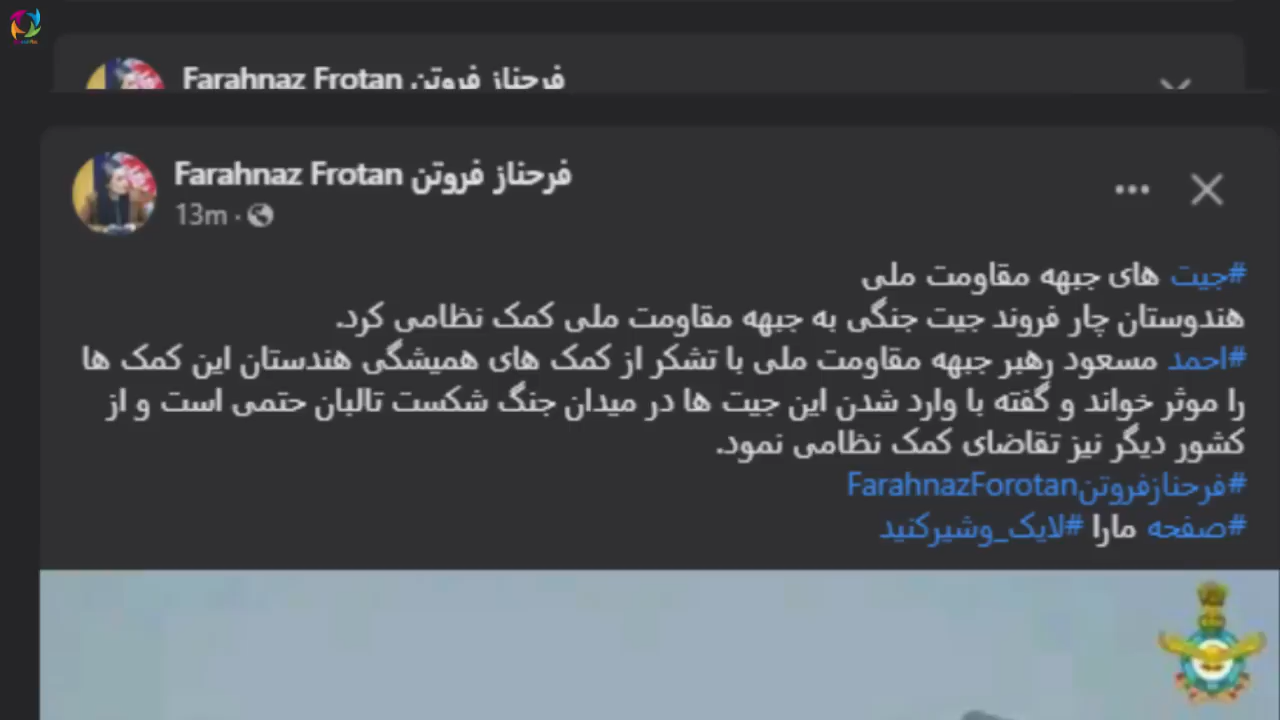 Farahnaz Frotan فرحناز فروتن
Farahnaz Frotan فرحناز فروتن
13m ·
#جیت های جبهه مقاومت ملی
هندوستان چار فروند جیت جنگی به جبهه مقاومت ملی کمک نظامی کرد.
#احمد مسعود رهبر جبهه مقاومت ملی با تشکر از کمک های همیشگی هندستان این کمک ها
را موثر خواند و گفته با وارد شدن این جیت ها در میدان جنگ شکست تالبان حتمی است و از
کشور دیگر نیز تقاضای کمک نظامی نمود.
#فرحنازفروتنFarahnazForotan
#صفحه مارا #لایک_وشیرکنید